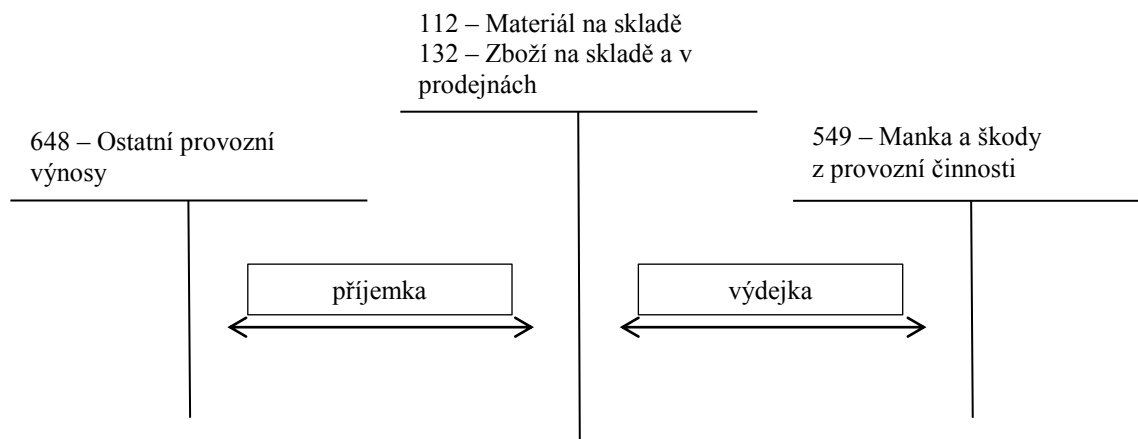 112 – Materiál na skladě
132 – Zboží na skladě a v
prodejnách
648 – Ostatní provozní
výnosy
549 – Manka a škody
z provozní činnosti
příjemka
výdejka